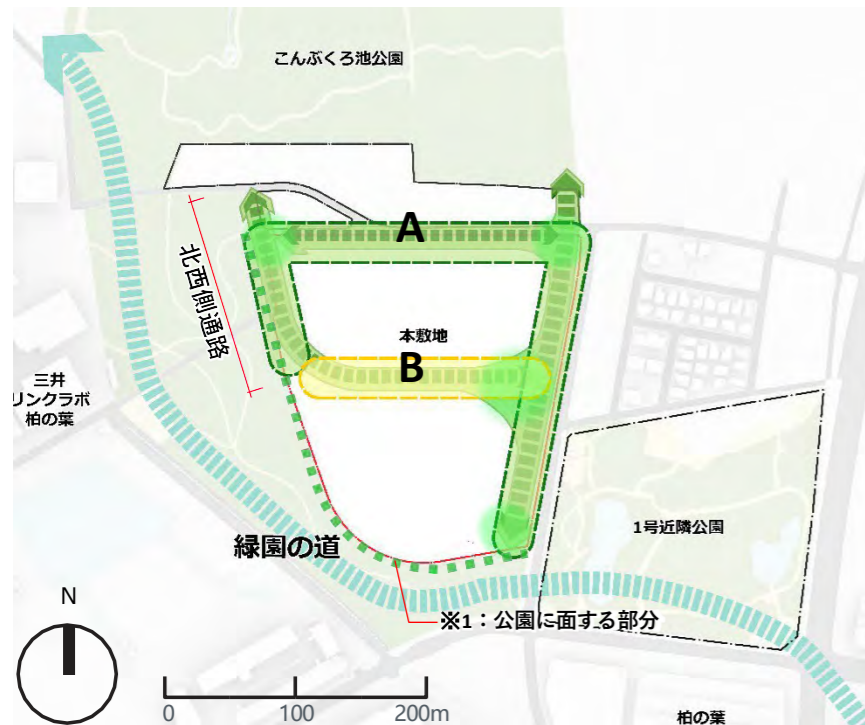 こんぶくろ池公園
A
北西側通路
本敷地
B
三井
リンクラボ
柏の葉
1号近隣公園
緑園の道
※1：公園に面する部分
N
0 100 200m
柏の葉